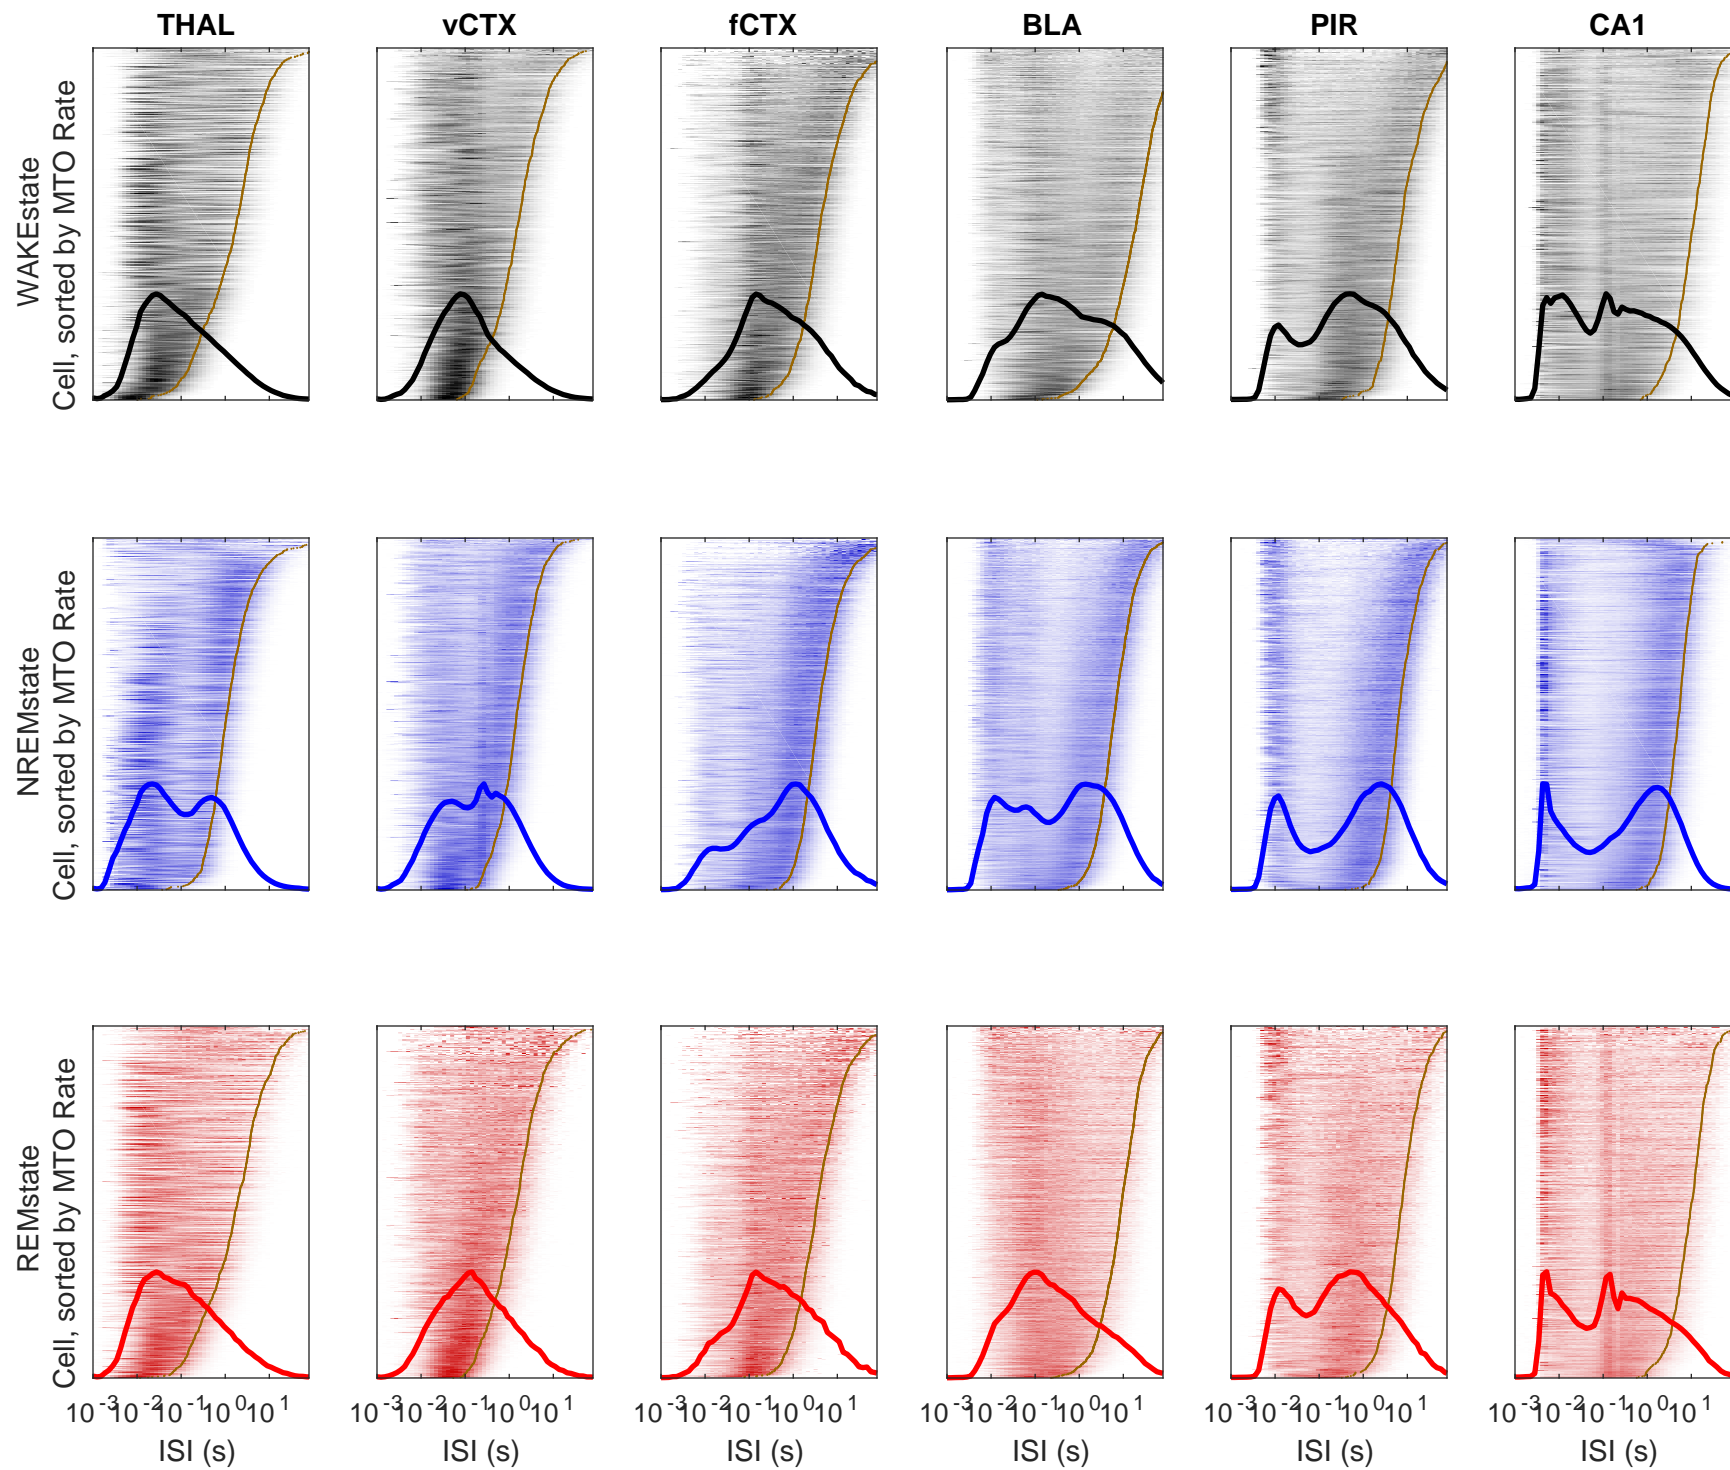 THAL vCTX fCTX BLA PIR CA1
WAKEstate
Cell, sorted by MTO Rate
NREMstate
Cell, sorted by MTO Rate
REMstate
Cell, sorted by MTO Rate
10^-3 10^-2 10^-1 10^0 10^1 10^-3 10^-2 10^-1 10^0 10^1 10^-3 10^-2 10^-1 10^0 10^1 10^-3 10^-2 10^-1 10^0 10^1 10^-3 10^-2 10^-1 10^0 10^1 10^-3 10^-2 10^-1 10^0 10^1
ISI (s) ISI (s) ISI (s) ISI (s) ISI (s) ISI (s)